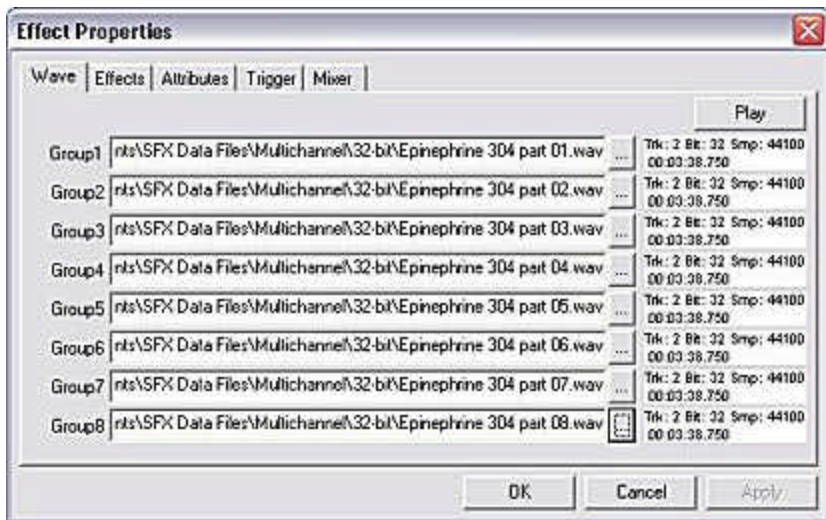 Effect Properties
Wave Effects Attributes Trigger Mixer
Play
Group1 nts\SFX Data Files\Multichannel\32-bit\Epinephrine 304 part 01.wav ... Trk: 2 Bit: 32 Smp: 44100
00:03:38.750
Group2 nts\SFX Data Files\Multichannel\32-bit\Epinephrine 304 part 02.wav ... Trk: 2 Bit: 32 Smp: 44100
00:03:38.750
Group3 nts\SFX Data Files\Multichannel\32-bit\Epinephrine 304 part 03.wav ... Trk: 2 Bit: 32 Smp: 44100
00:03:38.750
Group4 nts\SFX Data Files\Multichannel\32-bit\Epinephrine 304 part 04.wav ... Trk: 2 Bit: 32 Smp: 44100
00:03:38.750
Group5 nts\SFX Data Files\Multichannel\32-bit\Epinephrine 304 part 05.wav ... Trk: 2 Bit: 32 Smp: 44100
00:03:38.750
Group6 nts\SFX Data Files\Multichannel\32-bit\Epinephrine 304 part 06.wav ... Trk: 2 Bit: 32 Smp: 44100
00:03:38.750
Group7 nts\SFX Data Files\Multichannel\32-bit\Epinephrine 304 part 07.wav ... Trk: 2 Bit: 32 Smp: 44100
00:03:38.750
Group8 nts\SFX Data Files\Multichannel\32-bit\Epinephrine 304 part 08.wav ... Trk: 2 Bit: 32 Smp: 44100
00:03:38.750
OK Cancel Apply